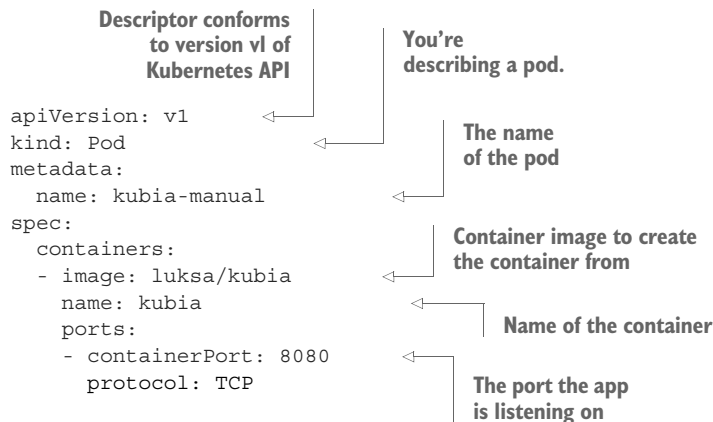 Descriptor conforms
to version vl of
Kubernetes API
You're
describing a pod.
apiVersion: v1
kind: Pod
The name
of the pod
metadata:
name: kubia-manual
spec:
containers:
Container image to create
the container from
- image: luksa/kubia
name: kubia
Name of the container
ports:
- containerPort: 8080
protocol: TCP
The port the app
is listening on